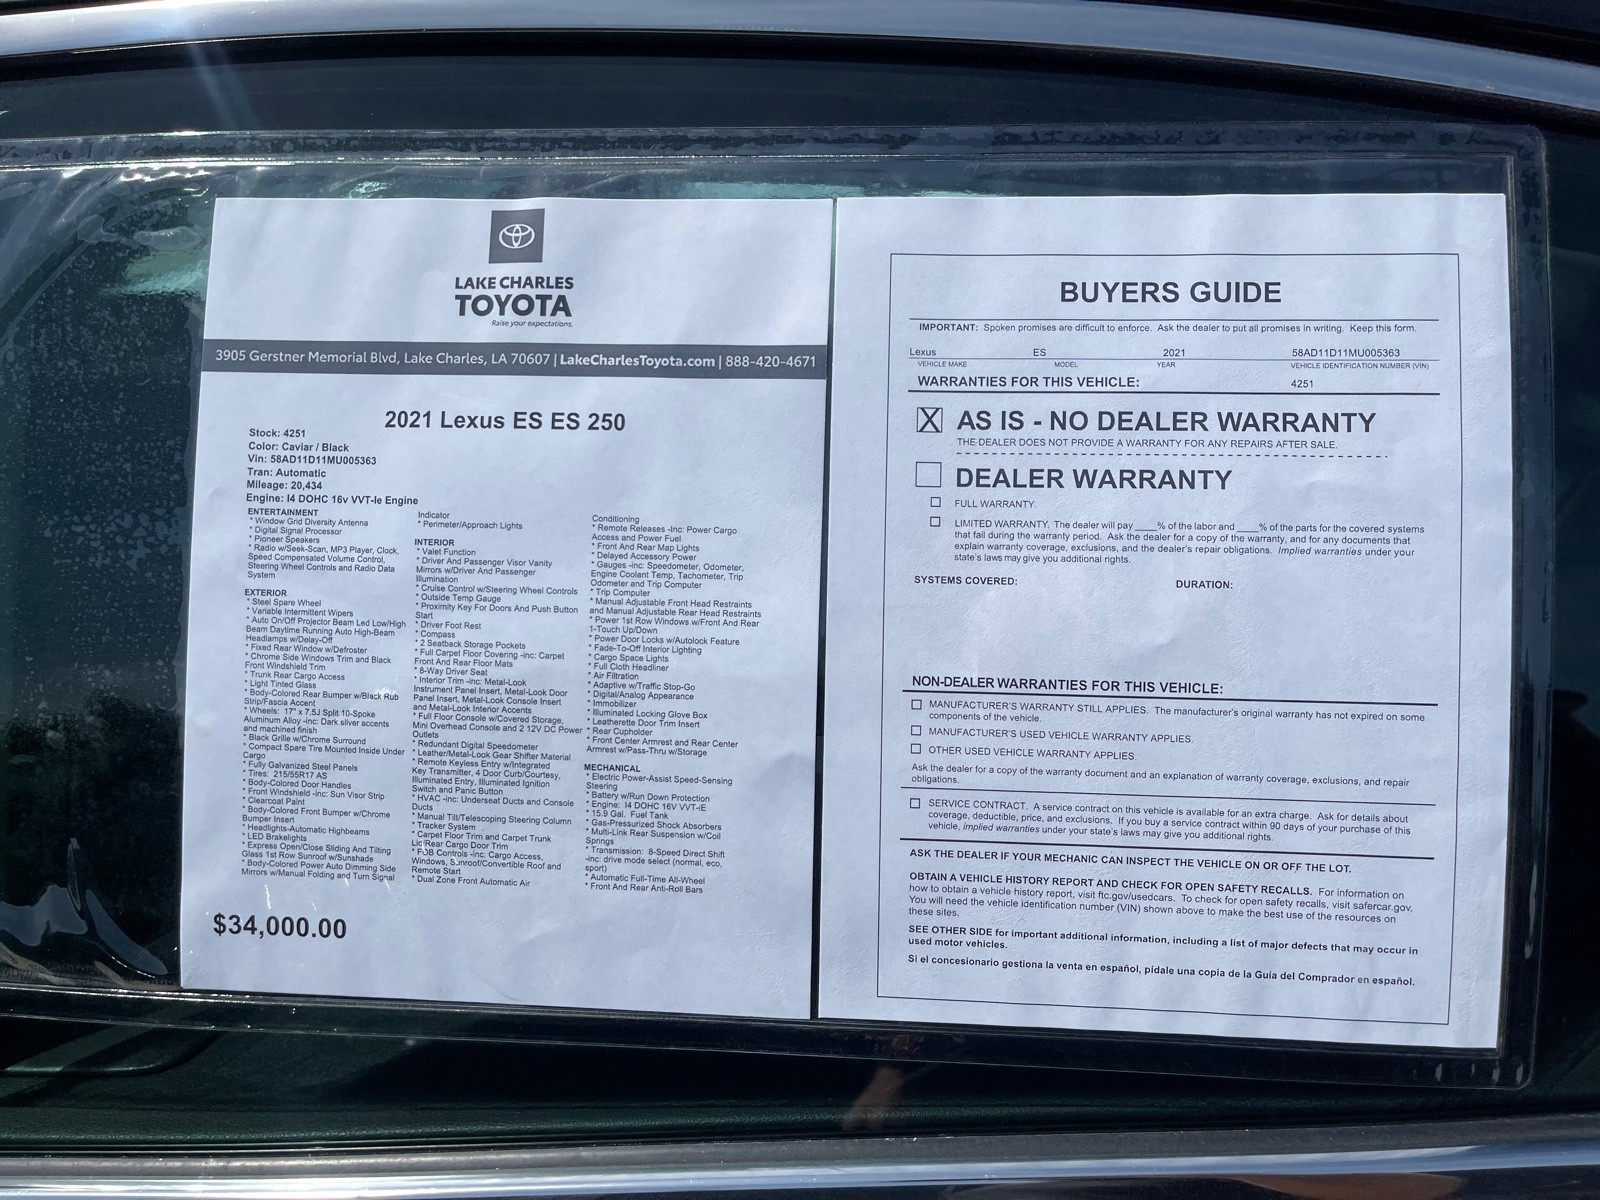 LAKE CHARLES
TOYOTA
Raise your expectations.
3905 Gerstner Memorial Blvd, Lake Charles, LA 70607 | LakeCharlesToyota.com | 888-420-4671
2021 Lexus ES ES 250
Stock: 4251
Color: Caviar / Black
Vin: 58AD11D11MU005363
Tran: Automatic
Mileage: 20,434
Engine: I4 DOHC 16v VVT-Ie Engine
ENTERTAINMENT
* Window Grid Diversity Antenna
* Digital Signal Processor
* Pioneer Speakers
* Radio w/Seek-Scan, MP3 Player, Clock,
Speed Compensated Volume Control,
Steering Wheel Controls and Radio Data
System
EXTERIOR
* Steel Spare Wheel
* Variable Intermittent Wipers
* Auto On/Off Projector Beam Led Low/High
Beam Daytime Running Auto High-Beam
Headlamps w/Delay-Off
* Fixed Rear Window w/Defroster
* Chrome Side Windows Trim and Black
Front Windshield Trim
* Trunk Rear Cargo Access
* Light Tinted Glass
* Body-Colored Rear Bumper w/Black Rub
Strip/Fascia Accent
* Wheels: 17" x 7.5J Split 10-Spoke
Aluminum Alloy -inc: Dark silver accents
and machined finish
* Black Grille w/Chrome Surround
* Compact Spare Tire Mounted Inside Under
Cargo
* Fully Galvanized Steel Panels
* Tires: 215/55R17 AS
* Body-Colored Door Handles
* Front Windshield -inc: Sun Visor Strip
* Clearcoat Paint
* Body-Colored Front Bumper w/Chrome
Bumper Insert
* Headlights-Automatic Highbeams
* LED Brakelights
* Express Open/Close Sliding And Tilting
Glass 1st Row Sunroof w/Sunshade
* Body-Colored Power Auto Dimming Side
Mirrors w/Manual Folding and Turn Signal
Indicator
* Perimeter/Approach Lights
INTERIOR
* Valet Function
* Driver And Passenger Visor Vanity
Mirrors w/Driver And Passenger
Illumination
* Cruise Control w/Steering Wheel Controls
* Outside Temp Gauge
* Proximity Key For Doors And Push Button
Start
* Driver Foot Rest
* Compass
* 2 Seatback Storage Pockets
* Full Carpet Floor Covering -inc: Carpet
Front And Rear Floor Mats
* 8-Way Driver Seat
* Interior Trim -inc: Metal-Look
Instrument Panel Insert, Metal-Look Door
Panel Insert, Metal-Look Console Insert
and Metal-Look Interior Accents
* Full Floor Console w/Covered Storage,
Mini Overhead Console and 2 12V DC Power
Outlets
* Redundant Digital Speedometer
* Leather/Metal-Look Gear Shifter Material
* Remote Keyless Entry w/Integrated
Key Transmitter, 4 Door Curb/Courtesy,
Illuminated Entry, Illuminated Ignition
Switch and Panic Button
* HVAC -inc: Underseat Ducts and Console
Ducts
* Manual Tilt/Telescoping Steering Column
* Tracker System
* Carpet Floor Trim and Carpet Trunk
Lid/Rear Cargo Door Trim
* FOB Controls -inc: Cargo Access,
Windows, Sunroof/Convertible Roof and
Remote Start
* Dual Zone Front Automatic Air
Conditioning
* Remote Releases -Inc: Power Cargo
Access and Power Fuel
* Front And Rear Map Lights
* Delayed Accessory Power
* Gauges -inc: Speedometer, Odometer,
Engine Coolant Temp, Tachometer, Trip
Odometer and Trip Computer
* Trip Computer
* Manual Adjustable Front Head Restraints
and Manual Adjustable Rear Head Restraints
* Power 1st Row Windows w/Front And Rear
1-Touch Up/Down
* Power Door Locks w/Autolock Feature
* Fade-To-Off Interior Lighting
* Cargo Space Lights
* Full Cloth Headliner
* Air Filtration
* Adaptive w/Traffic Stop-Go
* Digital/Analog Appearance
* Immobilizer
* Illuminated Locking Glove Box
* Leatherette Door Trim Insert
* Rear Cupholder
* Front Center Armrest and Rear Center
Armrest w/Pass-Thru w/Storage
MECHANICAL
* Electric Power-Assist Speed-Sensing
Steering
* Battery w/Run Down Protection
* Engine: I4 DOHC 16V VVT-iE
* 15.9 Gal. Fuel Tank
* Gas-Pressurized Shock Absorbers
* Multi-Link Rear Suspension w/Coil
Springs
* Transmission: 8-Speed Direct Shift
-inc: drive mode select (normal, eco,
sport)
* Automatic Full-Time All-Wheel
* Front And Rear Anti-Roll Bars
$34,000.00
BUYERS GUIDE
IMPORTANT: Spoken promises are difficult to enforce. Ask the dealer to put all promises in writing. Keep this form.
Lexus ES 2021 58AD11D11MU005363
VEHICLE MAKE MODEL YEAR VEHICLE IDENTIFICATION NUMBER (VIN)
WARRANTIES FOR THIS VEHICLE: 4251
X AS IS - NO DEALER WARRANTY
THE DEALER DOES NOT PROVIDE A WARRANTY FOR ANY REPAIRS AFTER SALE.
DEALER WARRANTY
FULL WARRANTY.
LIMITED WARRANTY. The dealer will pay ____% of the labor and ____% of the parts for the covered systems
that fail during the warranty period. Ask the dealer for a copy of the warranty, and for any documents that
explain warranty coverage, exclusions, and the dealer's repair obligations. Implied warranties under your
state's laws may give you additional rights.
SYSTEMS COVERED: DURATION:
NON-DEALER WARRANTIES FOR THIS VEHICLE:
MANUFACTURER'S WARRANTY STILL APPLIES. The manufacturer's original warranty has not expired on some
components of the vehicle.
MANUFACTURER'S USED VEHICLE WARRANTY APPLIES.
OTHER USED VEHICLE WARRANTY APPLIES.
Ask the dealer for a copy of the warranty document and an explanation of warranty coverage, exclusions, and repair
obligations.
SERVICE CONTRACT. A service contract on this vehicle is available for an extra charge. Ask for details about
coverage, deductible, price, and exclusions. If you buy a service contract within 90 days of your purchase of this
vehicle, implied warranties under your state's laws may give you additional rights.
ASK THE DEALER IF YOUR MECHANIC CAN INSPECT THE VEHICLE ON OR OFF THE LOT.
OBTAIN A VEHICLE HISTORY REPORT AND CHECK FOR OPEN SAFETY RECALLS. For information on
how to obtain a vehicle history report, visit ftc.gov/usedcars. To check for open safety recalls, visit safercar.gov.
You will need the vehicle identification number (VIN) shown above to make the best use of the resources on
these sites.
SEE OTHER SIDE for important additional information, including a list of major defects that may occur in
used motor vehicles.
Si el concesionario gestiona la venta en español, pídale una copia de la Guía del Comprador en español.